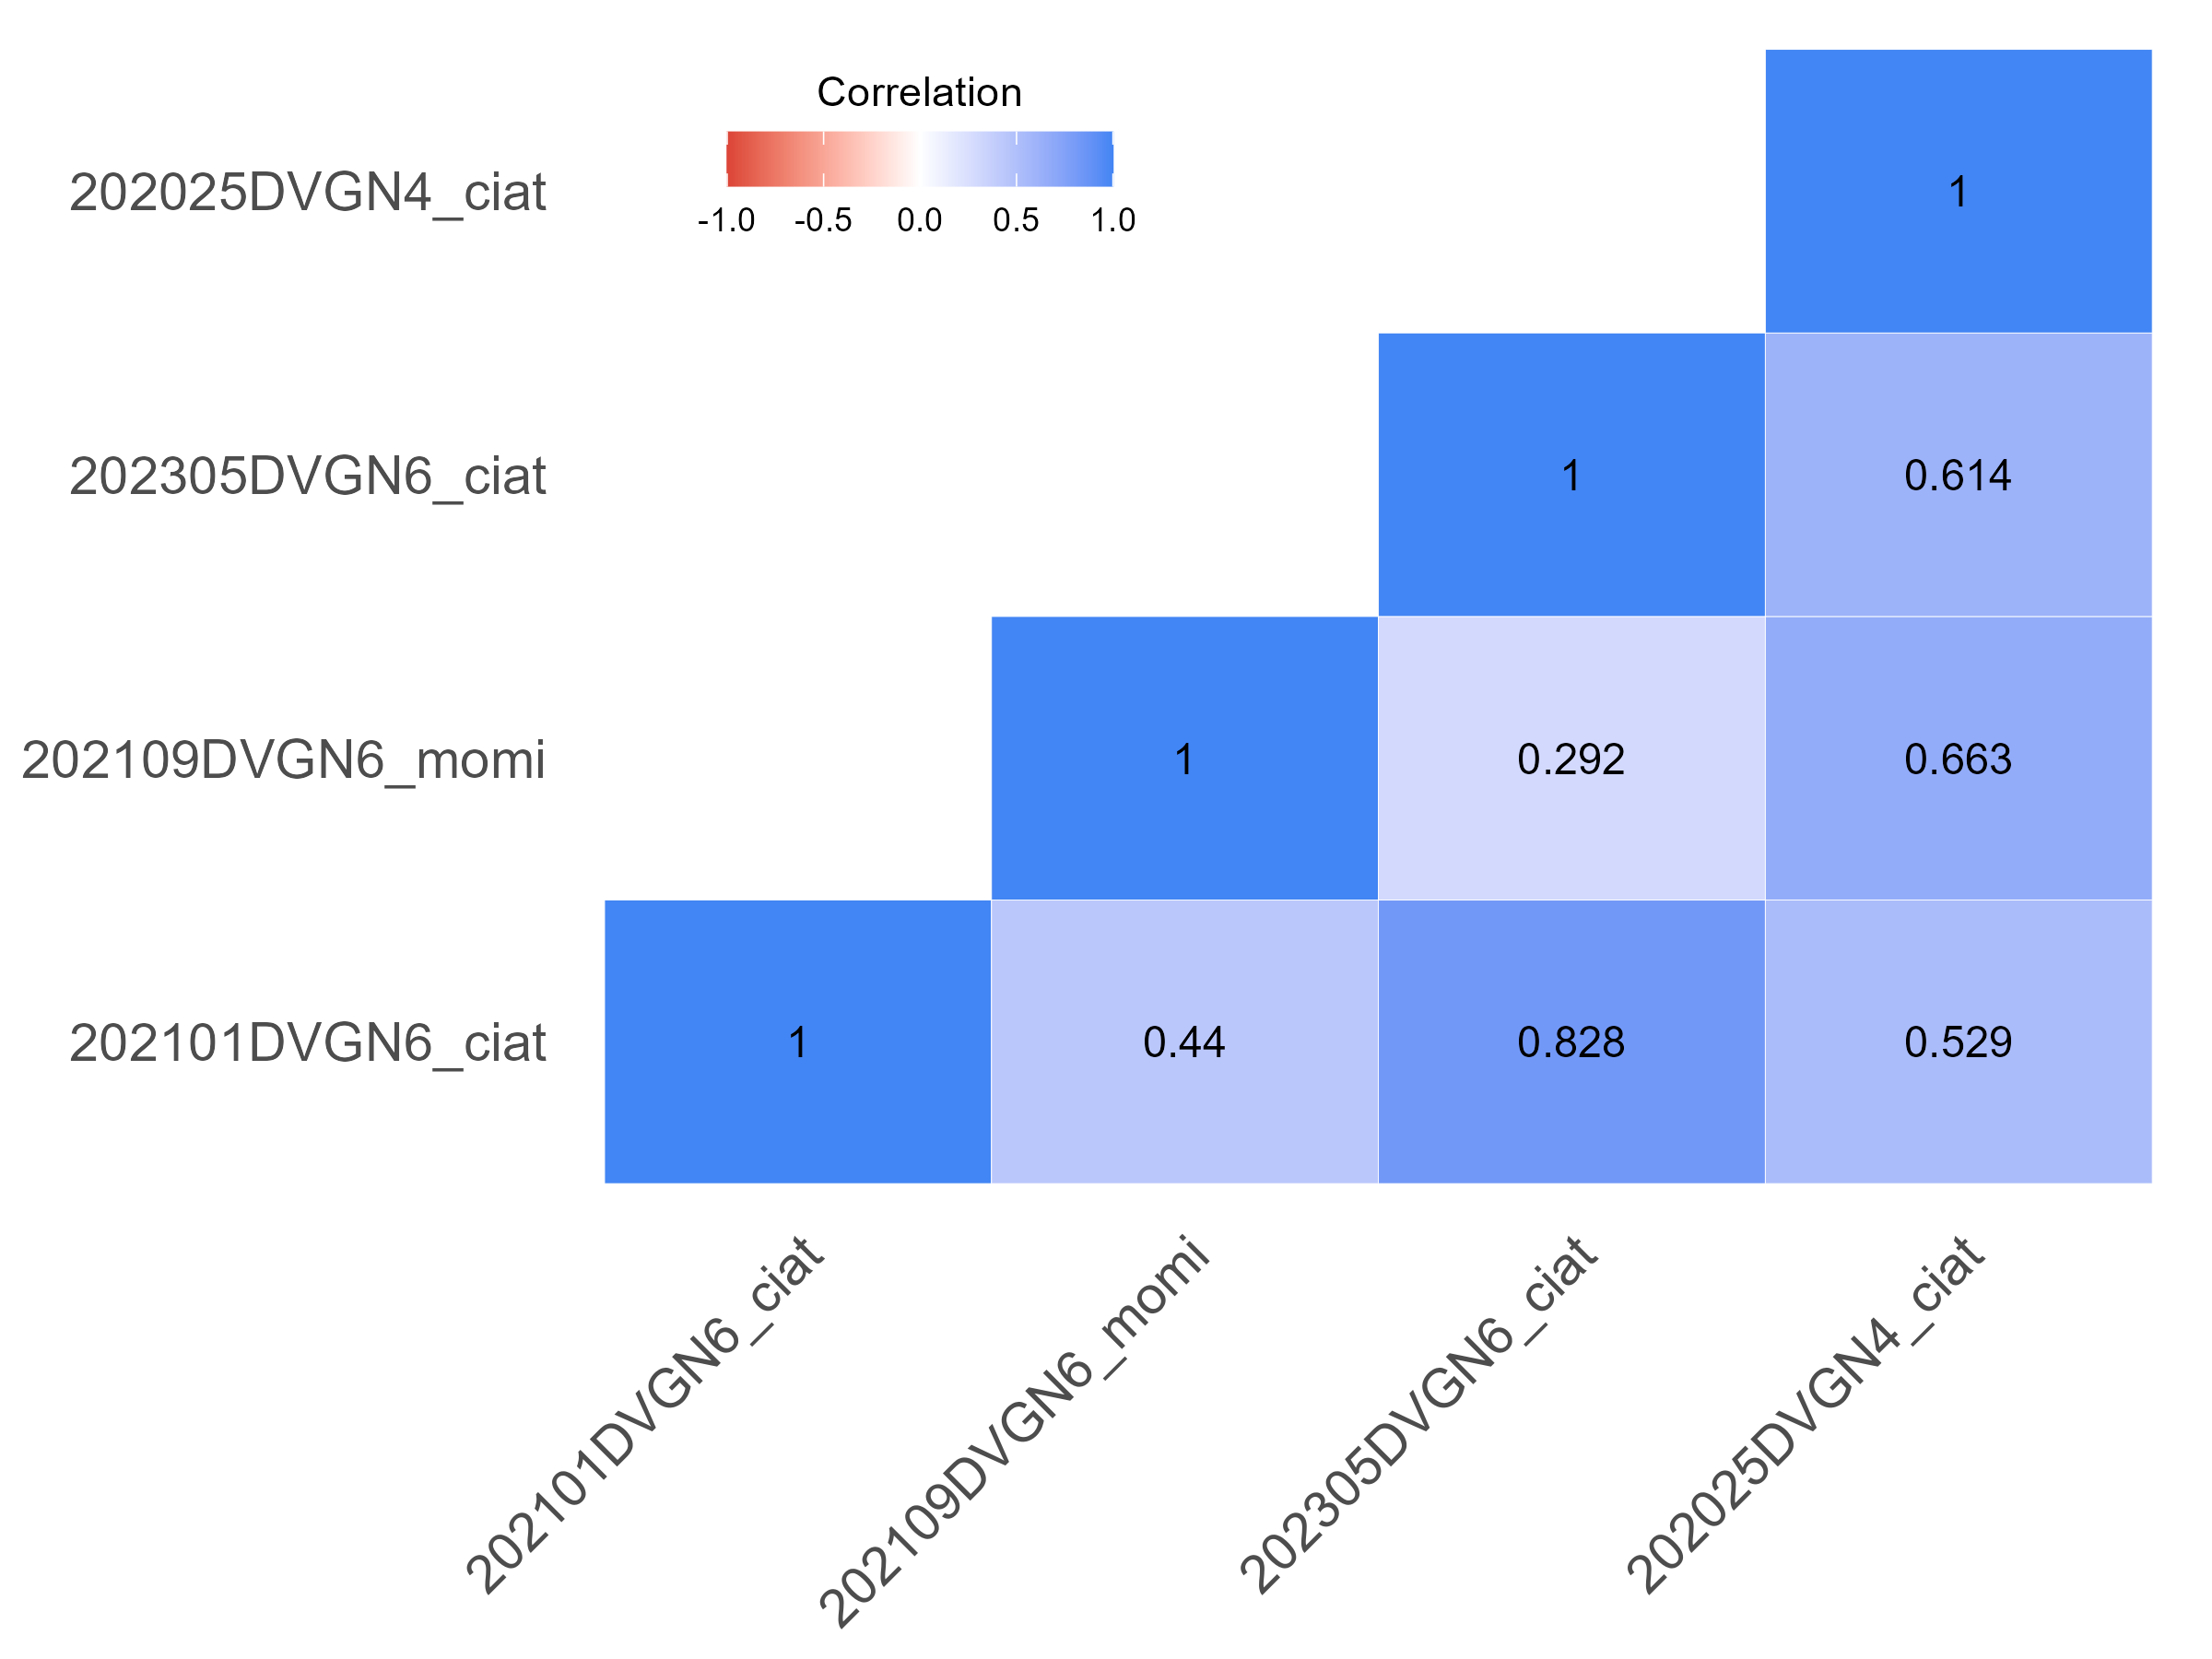 Correlation
-1.0 -0.5 0.0 0.5 1.0
202025DVGN4_ciat 1
202305DVGN6_ciat 1 0.614
202109DVGN6_momi 1 0.292 0.663
202101DVGN6_ciat 1 0.44 0.828 0.529
202101DVGN6_ciat
202109DVGN6_momi
202305DVGN6_ciat
202025DVGN4_ciat